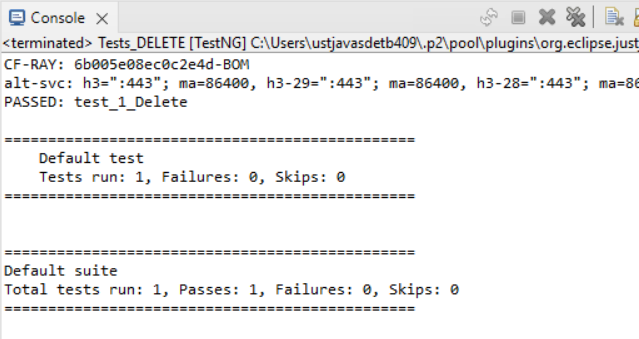 Console
<terminated> Tests_DELETE [TestNG] C:\Users\ustjavasdetb409\.p2\pool\plugins\org.eclipse.justj
CF-RAY: 6b005e08ec0c2e4d-BOM
alt-svc: h3=":443"; ma=86400, h3-29=":443"; ma=86400, h3-28=":443"; ma=86
PASSED: test_1_Delete
===============================================
Default test
Tests run: 1, Failures: 0, Skips: 0
===============================================
===============================================
Default suite
Total tests run: 1, Passes: 1, Failures: 0, Skips: 0
===============================================